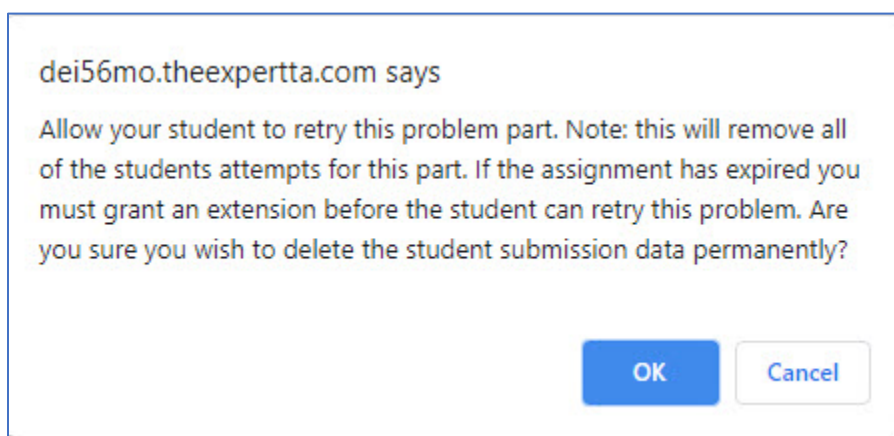 dei56mo.theexpertta.com says
Allow your student to retry this problem part. Note: this will remove all
of the students attempts for this part. If the assignment has expired you
must grant an extension before the student can retry this problem. Are
you sure you wish to delete the student submission data permanently?
OK
Cancel